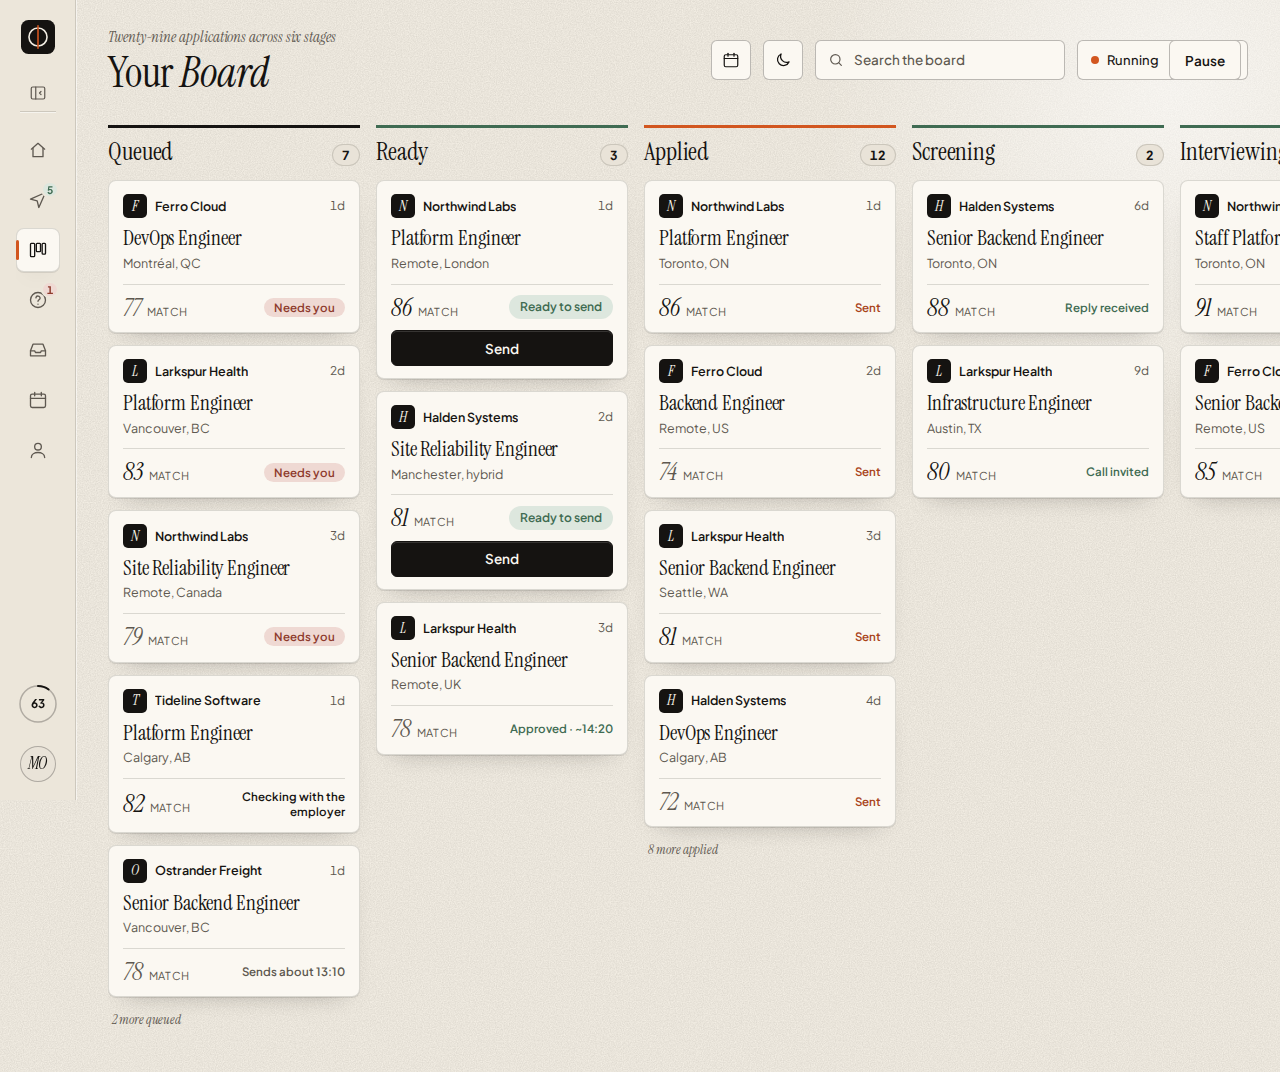 Twenty-nine applications across six stages
Your Board
Search the board
Running
Pause
5
1
63
MO
Queued
7
F
Ferro Cloud
1d
DevOps Engineer
Montréal, QC
77 MATCH
Needs you
L
Larkspur Health
2d
Platform Engineer
Vancouver, BC
83 MATCH
Needs you
N
Northwind Labs
3d
Site Reliability Engineer
Remote, Canada
79 MATCH
Needs you
T
Tideline Software
1d
Platform Engineer
Calgary, AB
82 MATCH
Checking with the
employer
O
Ostrander Freight
1d
Senior Backend Engineer
Vancouver, BC
78 MATCH
Sends about 13:10
2 more queued
Ready
3
N
Northwind Labs
1d
Platform Engineer
Remote, London
86 MATCH
Ready to send
Send
H
Halden Systems
2d
Site Reliability Engineer
Manchester, hybrid
81 MATCH
Ready to send
Send
L
Larkspur Health
3d
Senior Backend Engineer
Remote, UK
78 MATCH
Approved · ~14:20
Applied
12
N
Northwind Labs
1d
Platform Engineer
Toronto, ON
86 MATCH
Sent
F
Ferro Cloud
2d
Backend Engineer
Remote, US
74 MATCH
Sent
L
Larkspur Health
3d
Senior Backend Engineer
Seattle, WA
81 MATCH
Sent
H
Halden Systems
4d
DevOps Engineer
Calgary, AB
72 MATCH
Sent
8 more applied
Screening
2
H
Halden Systems
6d
Senior Backend Engineer
Toronto, ON
88 MATCH
Reply received
L
Larkspur Health
9d
Infrastructure Engineer
Austin, TX
80 MATCH
Call invited
Interviewing
N
Northwin
Staff Platfor
Toronto, ON
91 MATCH
F
Ferro Clo
Senior Back
Remote, US
85 MATCH